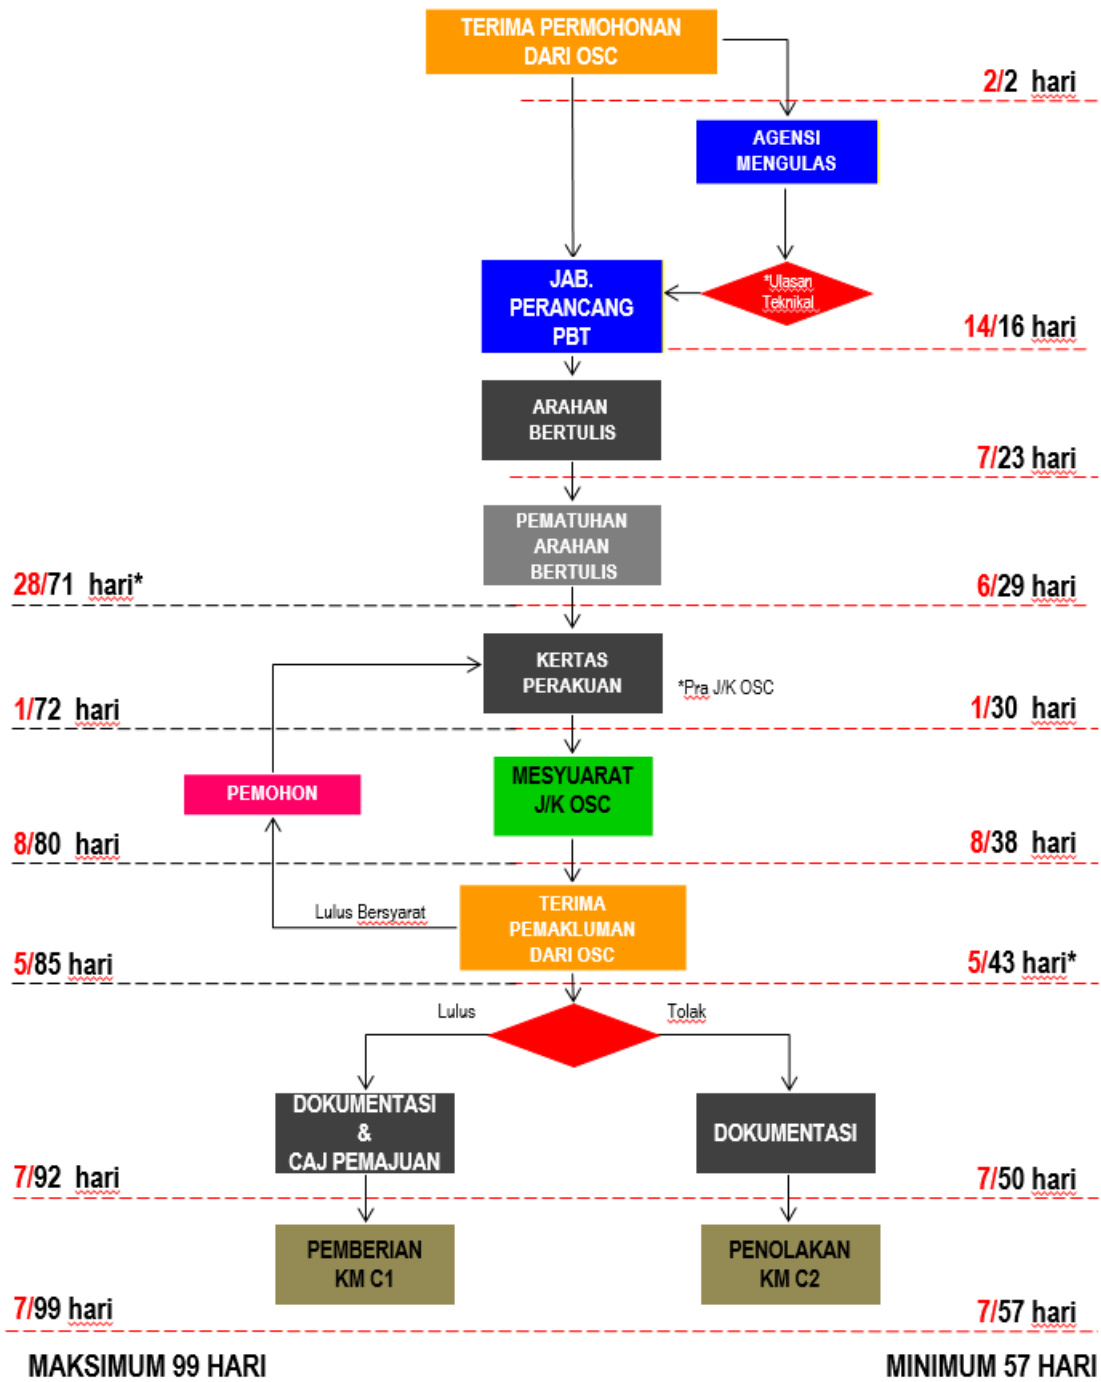 TERIMA PERMOHONAN
DARI OSC
2/2 hari
AGENSI
MENGULAS
*Ulasan
Teknikal
JAB.
PERANCANG
PBT
14/16 hari
ARAHAN
BERTULIS
7/23 hari
PEMATUHAN
ARAHAN
BERTULIS
28/71 hari*
6/29 hari
KERTAS
PERAKUAN
*Pra J/K OSC
1/72 hari
1/30 hari
MESYUARAT
J/K OSC
PEMOHON
8/80 hari
8/38 hari
TERIMA
PEMAKLUMAN
DARI OSC
Lulus Bersyarat
5/85 hari
5/43 hari*
Lulus
Tolak
DOKUMENTASI
&
CAJ PEMAJUAN
DOKUMENTASI
7/92 hari
7/50 hari
PEMBERIAN
KM C1
PENOLAKAN
KM C2
7/99 hari
7/57 hari
MAKSIMUM 99 HARI
MINIMUM 57 HARI